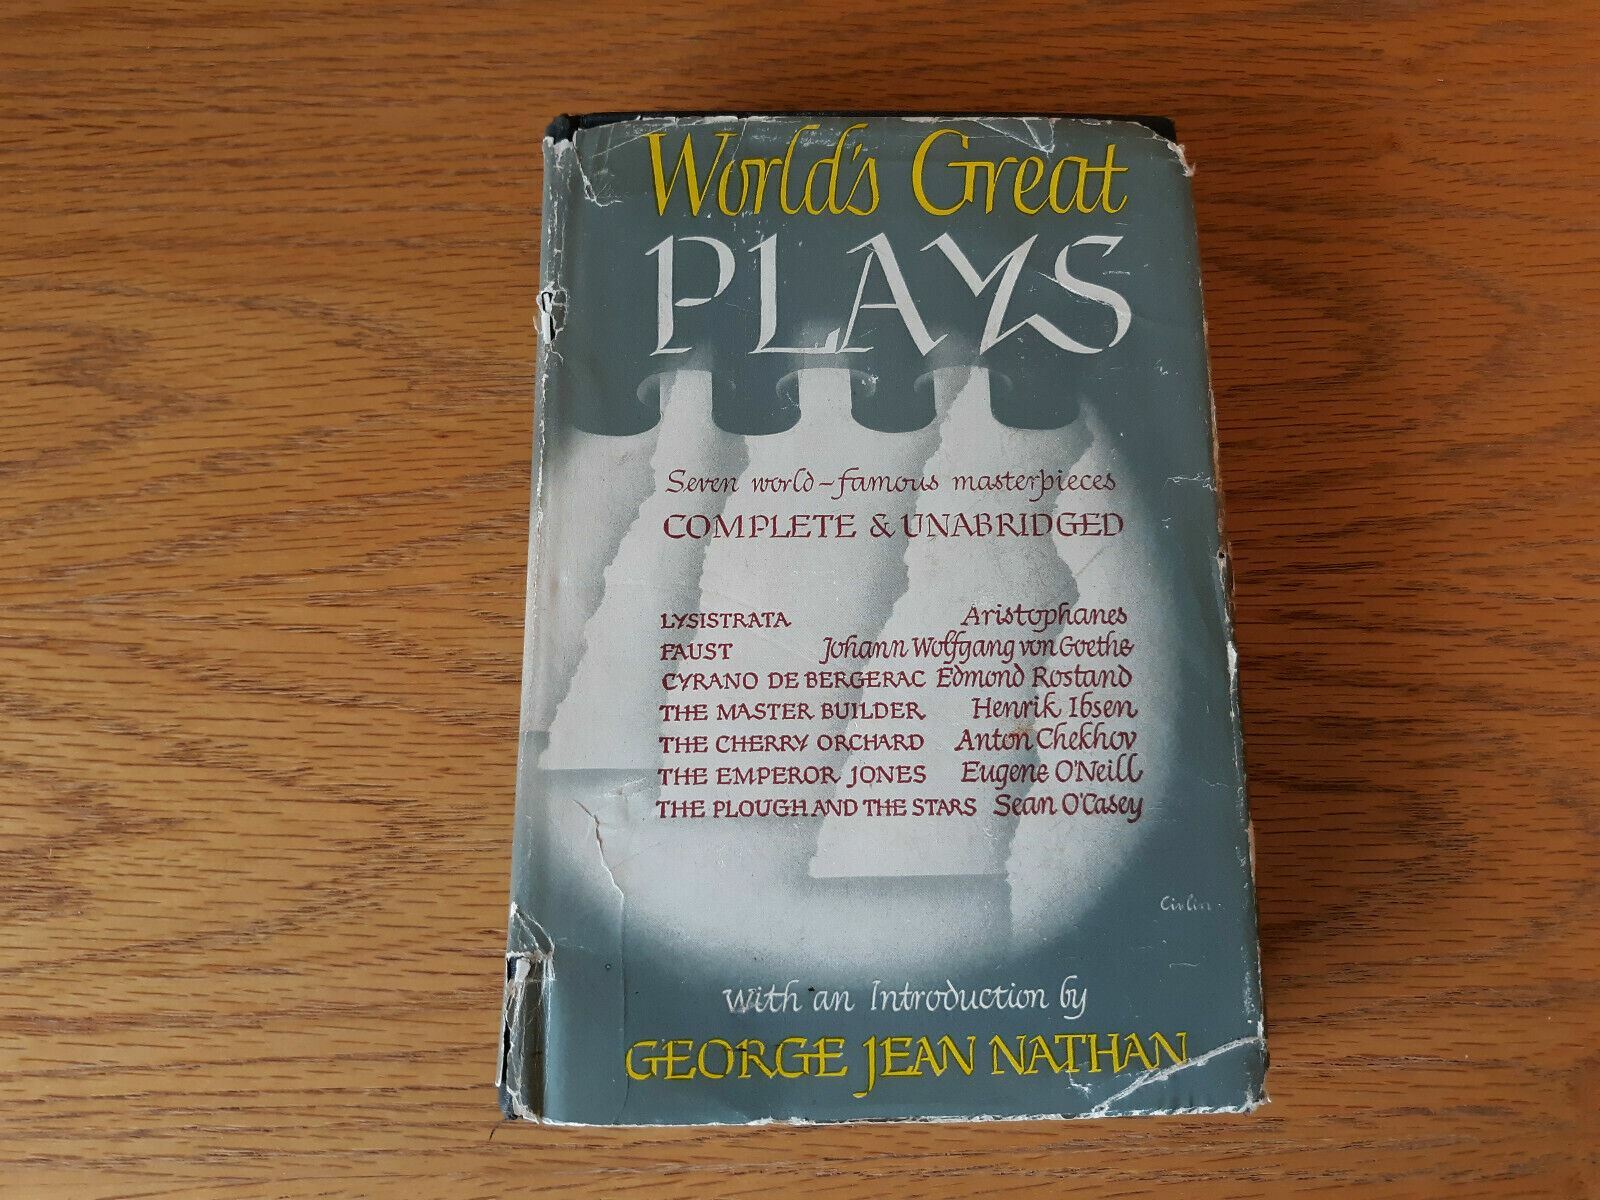 World's Great
PLAYS
Seven world-famous masterpieces
COMPLETE & UNABRIDGED
LYSISTRATA Aristophanes
FAUST Johann Wolfgang von Goethe
CYRANO DE BERGERAC Edmond Rostand
THE MASTER BUILDER Henrik Ibsen
THE CHERRY ORCHARD Anton Chekhov
THE EMPEROR JONES Eugene O'Neill
THE PLOUGH AND THE STARS Sean O'Casey
With an Introduction by
GEORGE JEAN NATHAN